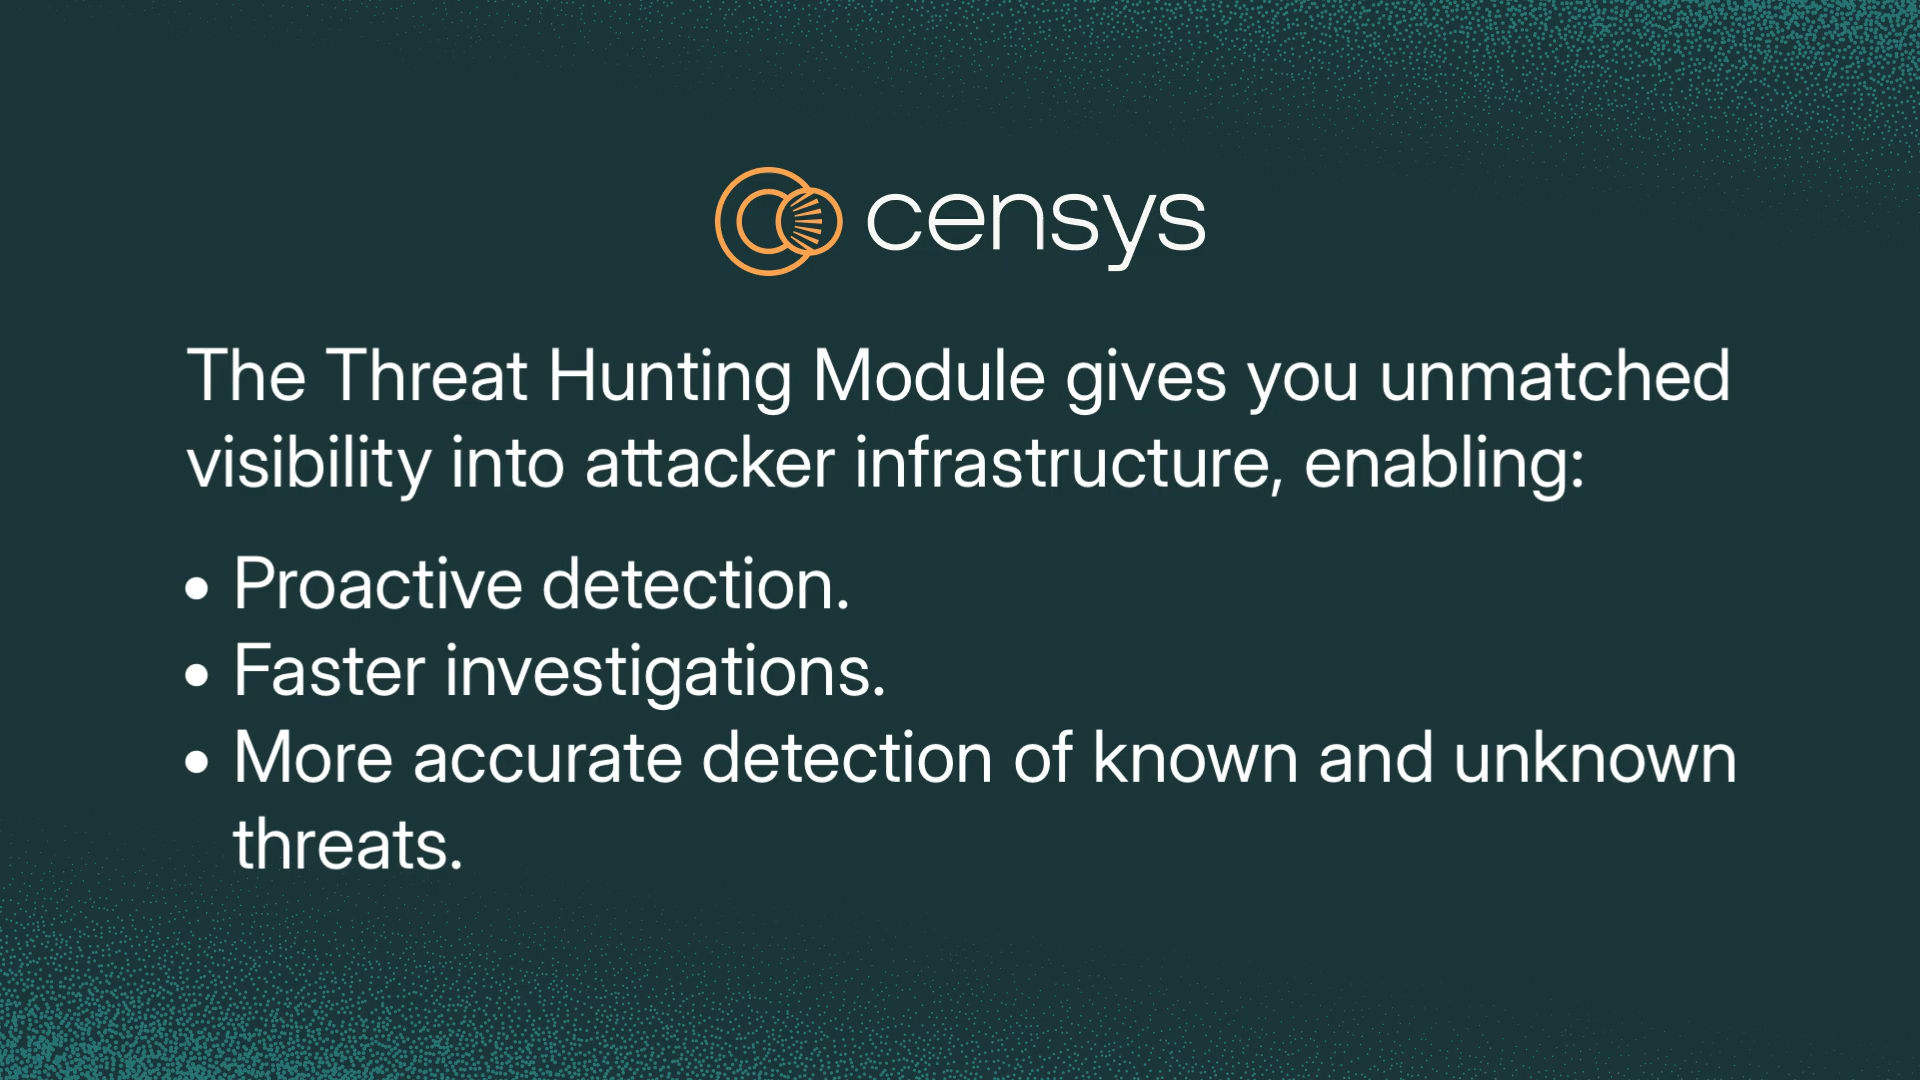 censys
The Threat Hunting Module gives you unmatched
visibility into attacker infrastructure, enabling:
• Proactive detection.
• Faster investigations.
• More accurate detection of known and unknown
threats.